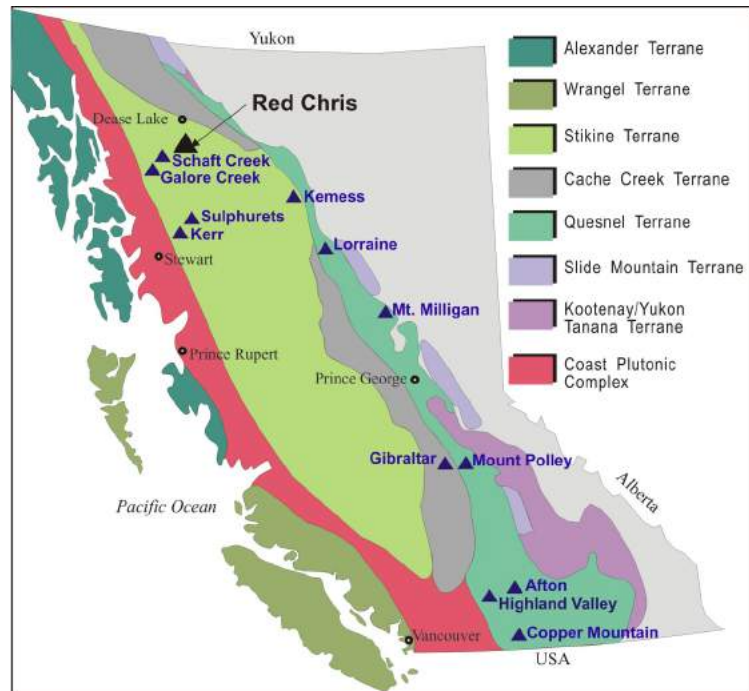 Yukon
Alexander Terrane
Wrangel Terrane
Red Chris
Dease Lake
Stikine Terrane
Schaft Creek
Galore Creek
Cache Creek Terrane
Kemess
Sulphurets
Kerr
Quesnel Terrane
Lorraine
Stewart
Slide Mountain Terrane
Mt. Milligan
Kootenay/Yukon
Tanana Terrane
Prince Rupert
Coast Plutonic
Complex
Prince George
Gibraltar
Mount Polley
Alberta
Pacific Ocean
Afton
Highland Valley
Vancouver
Copper Mountain
USA